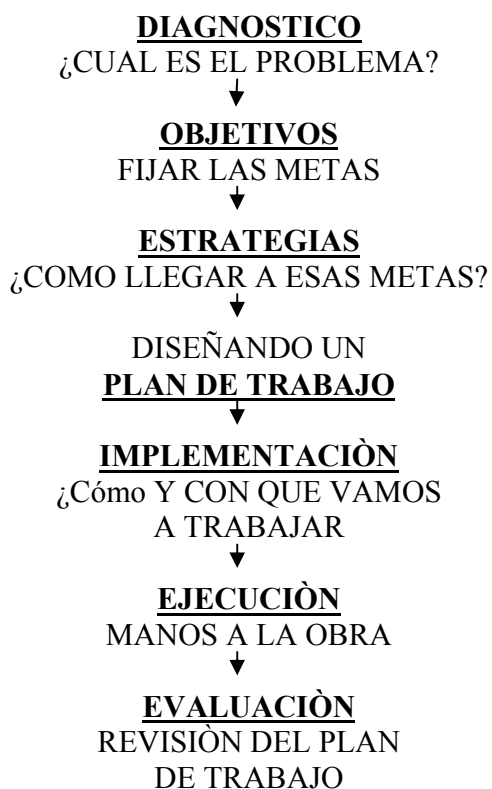 DIAGNOSTICO
¿CUAL ES EL PROBLEMA?
OBJETIVOS
FIJAR LAS METAS
ESTRATEGIAS
¿COMO LLEGAR A ESAS METAS?
DISEÑANDO UN
PLAN DE TRABAJO
IMPLEMENTACIÒN
¿Cómo Y CON QUE VAMOS
A TRABAJAR
EJECUCIÒN
MANOS A LA OBRA
EVALUACIÒN
REVISIÒN DEL PLAN
DE TRABAJO